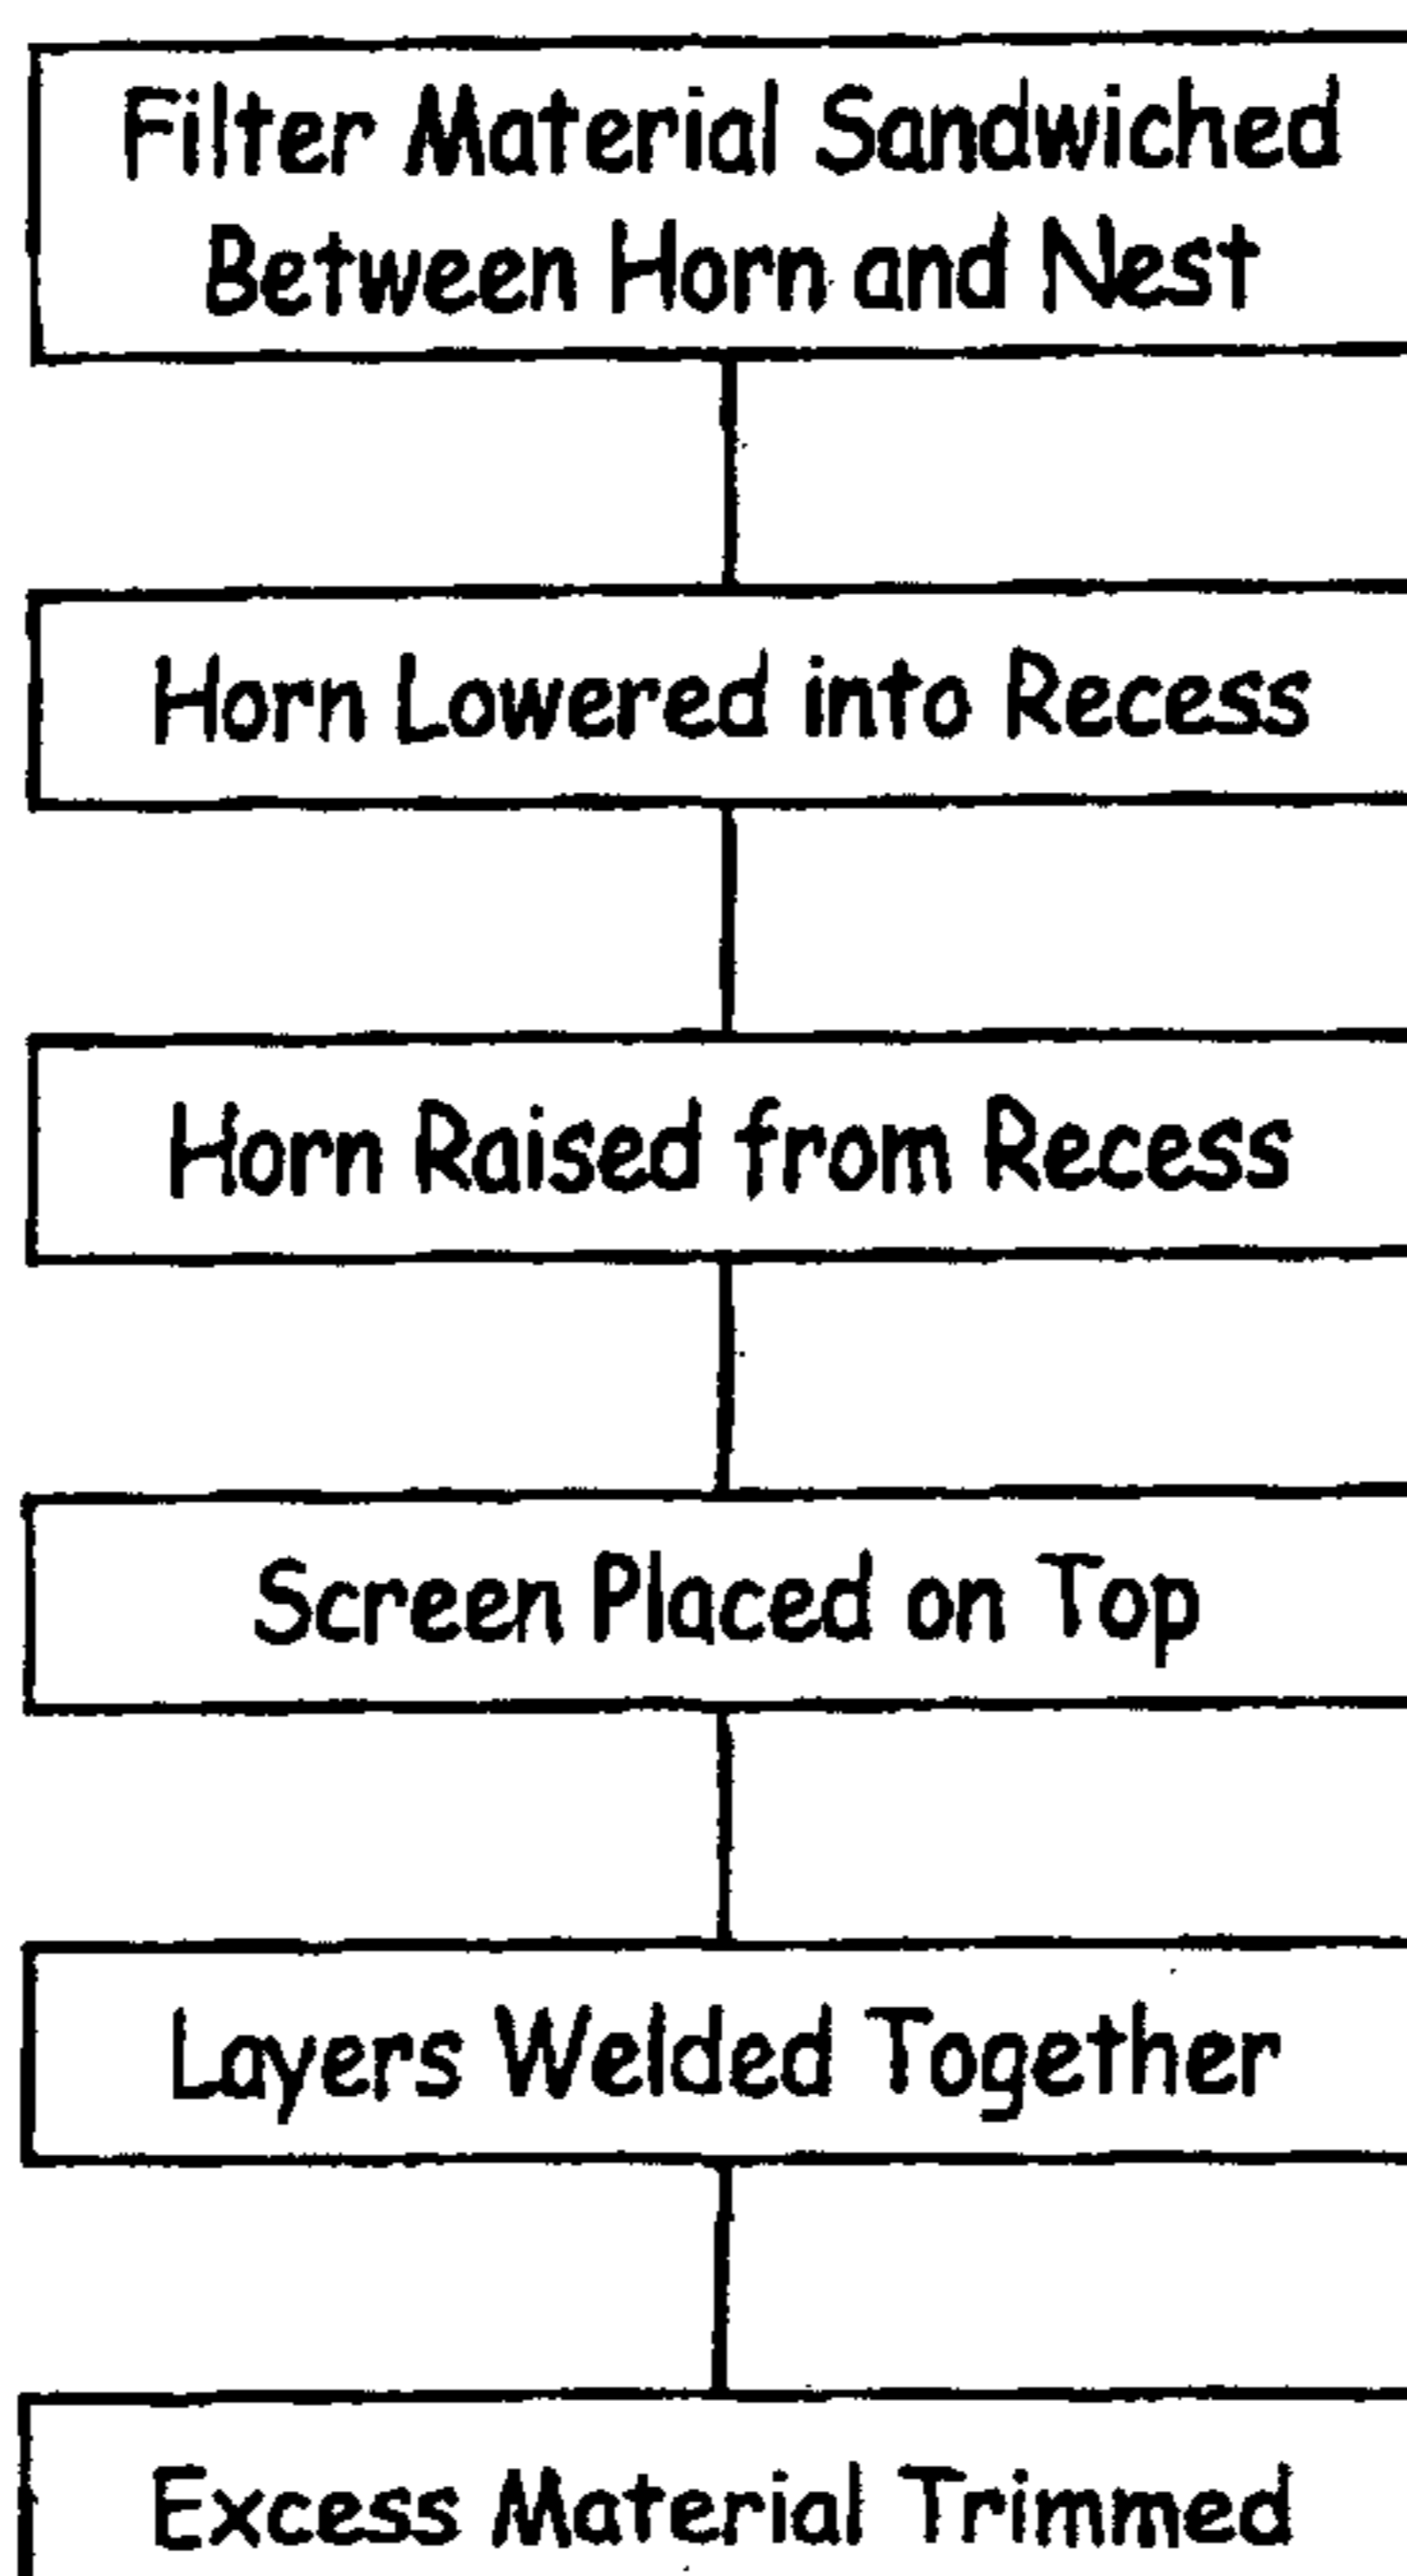 Filter Material Sandwiched
Between Horn and Nest
Horn Lowered into Recess
Horn Raised from Recess
Screen Placed on Top
Layers Welded Together
Excess Material Trimmed